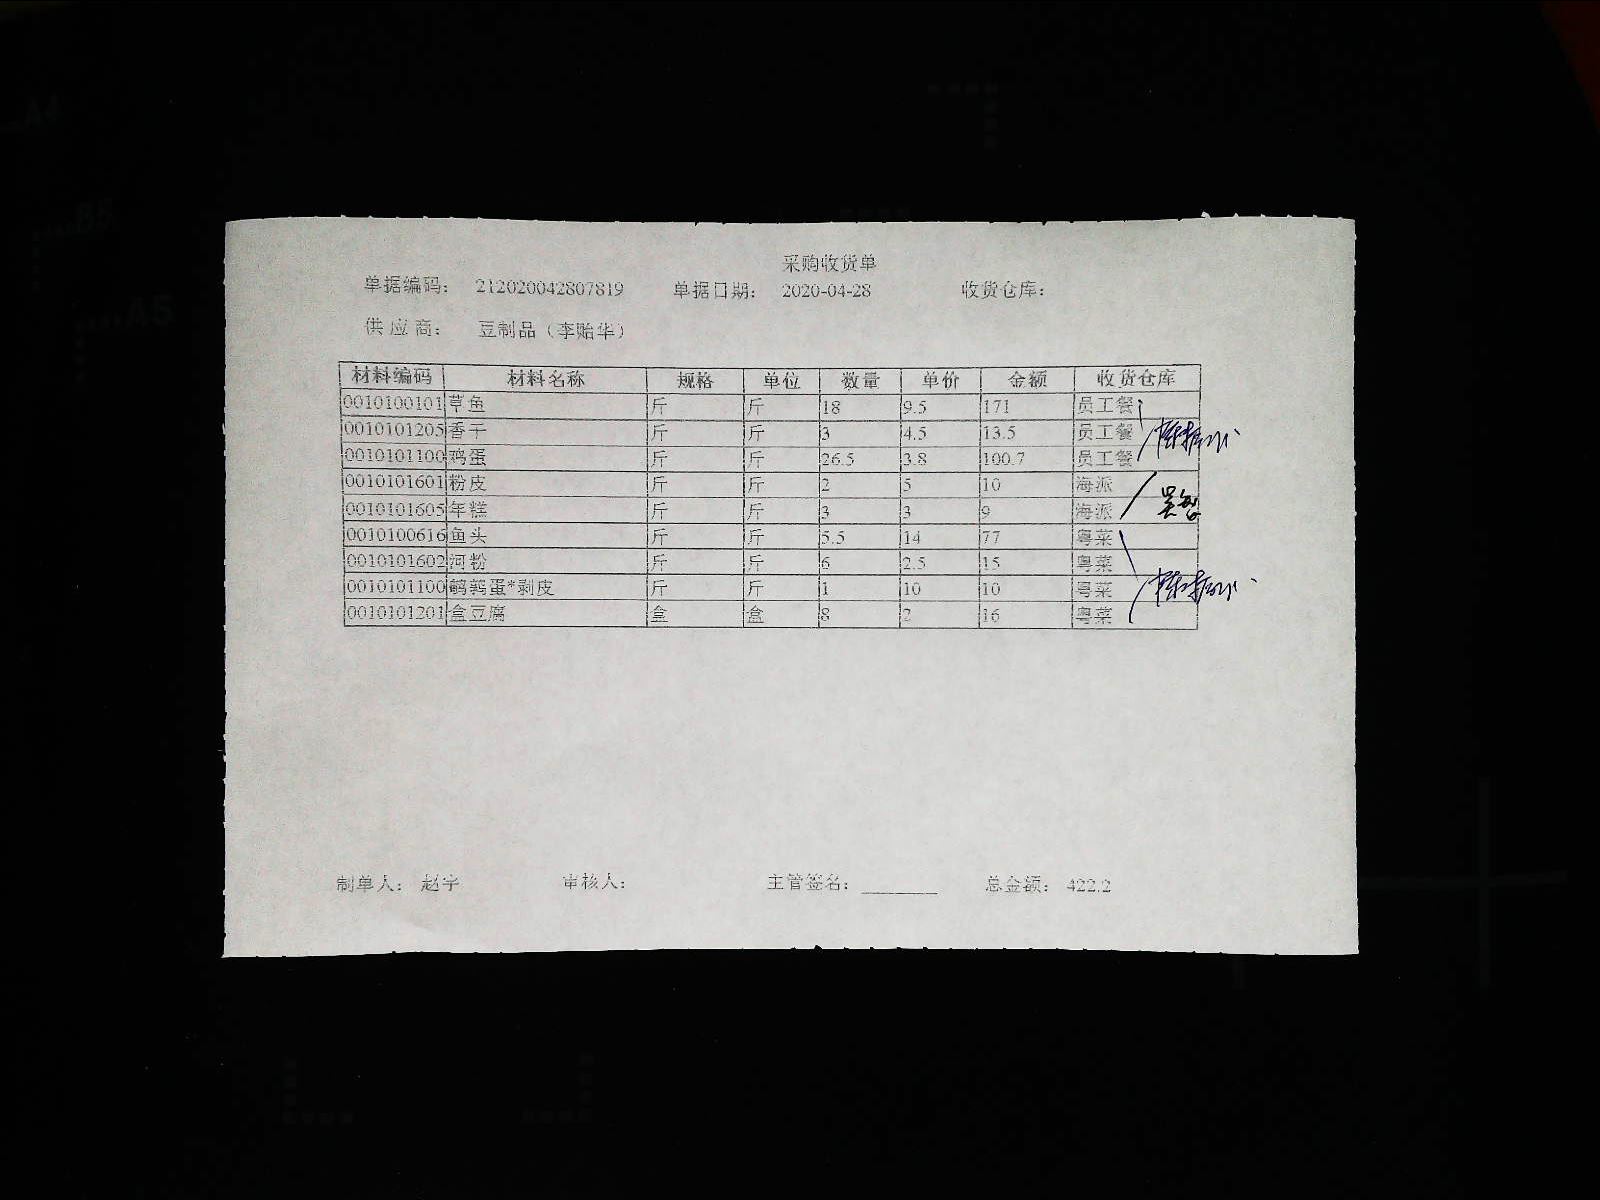 采购收货单
单据编码: 212020042807819 单据日期: 2020-04-28 收货仓库:
供应商: 豆制品（李贻华）
材料编码 材料名称 规格 单位 数量 单价 金额 收货仓库
0010100101 草鱼 斤 斤 18 9.5 171 员工餐
0010101205 香干 斤 斤 3 4.5 13.5 员工餐
0010101100 鸡蛋 斤 斤 26.5 3.8 100.7 员工餐
0010101601 粉皮 斤 斤 2 5 10 海派
0010101605 年糕 斤 斤 3 3 9 海派
0010100616 鱼头 斤 斤 5.5 14 77 粤菜
0010101602 河粉 斤 斤 6 2.5 15 粤菜
0010101100 鹌鹑蛋*剥皮 斤 斤 1 10 10 粤菜
0010101201 盒豆腐 盒 盒 8 2 16 粤菜
制单人: 赵宇 审核人: 主管签名: 总金额: 422.2
A4
B5
A5